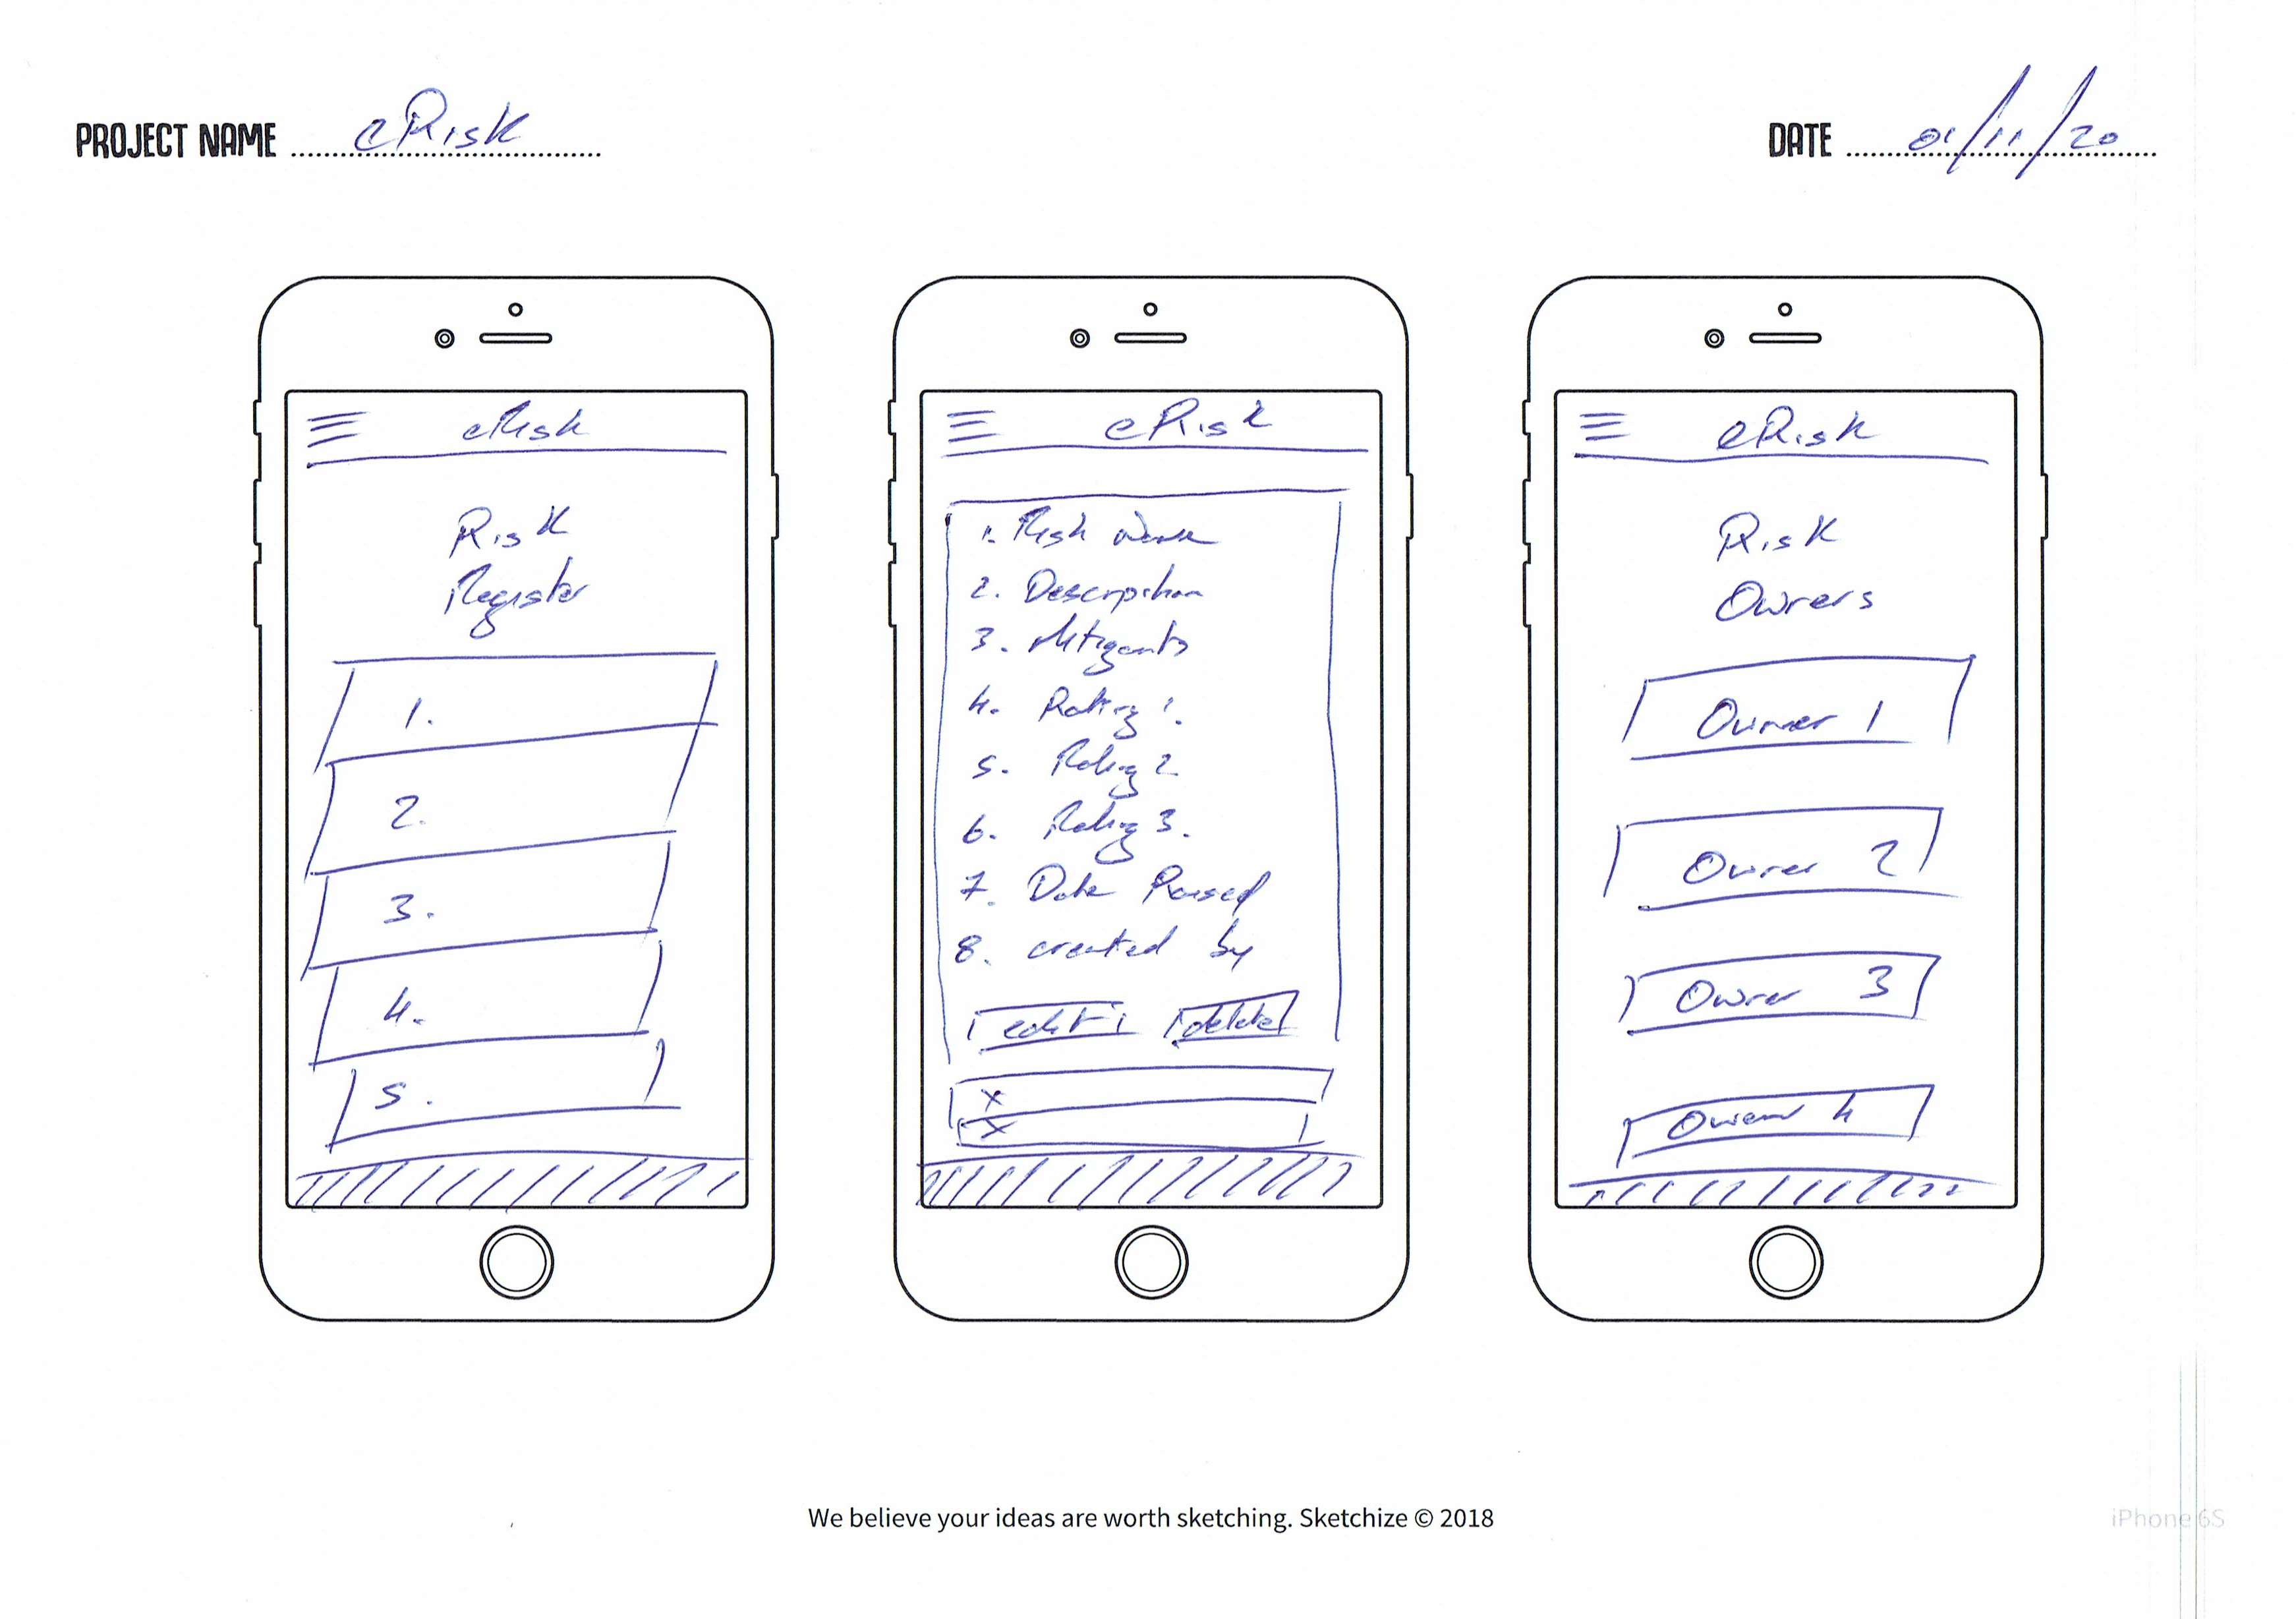 PROJECT NAME eRisk
DATE 01/11/20
eRisk
Risk
Register
1.
2.
3.
4.
5.
eRisk
1. Risk Name
2. Description
3. Mitigants
4. Rating 1.
5. Rating 2
6. Rating 3.
7. Date Raised
8. created by
edit delete
x
x
eRisk
Risk
Owners
Owner 1
Owner 2
Owner 3
Owner 4
We believe your ideas are worth sketching. Sketchize © 2018
iPhone 6S